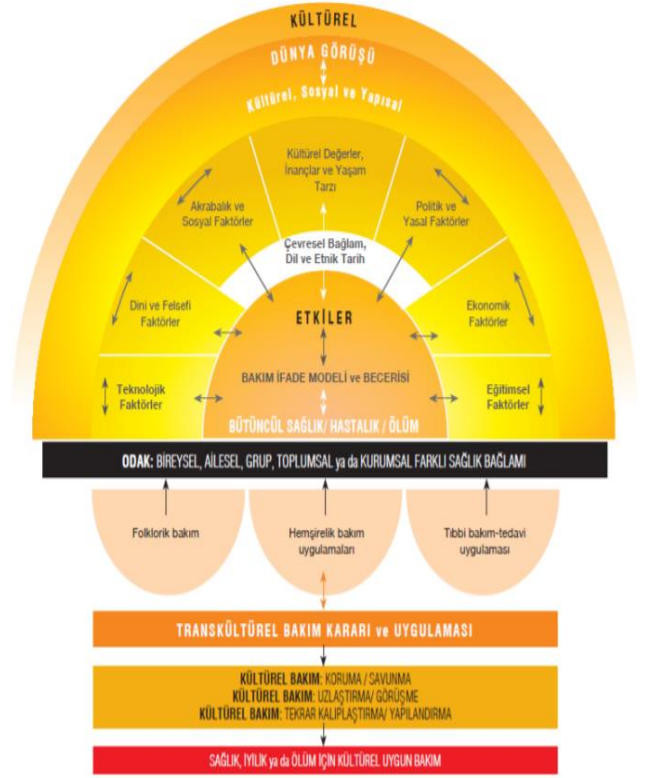 KÜLTÜREL
DÜNYA GÖRÜŞÜ
Kültürel, Sosyal ve Yapısal
Kültürel Değerler,
İnançlar ve Yaşam
Tarzı
Akrabalık ve
Sosyal Faktörler
Politik ve
Yasal Faktörler
Çevresel Bağlam,
Dil ve Etnik Tarih
Dini ve Felsefi
Faktörler
ETKİLER
Ekonomik
Faktörler
BAKIM İFADE MODELİ ve BECERİSİ
Teknolojik
Faktörler
Eğitimsel
Faktörler
BÜTÜNCÜL SAĞLIK/ HASTALIK / ÖLÜM
ODAK: BİREYSEL, AİLESEL, GRUP, TOPLUMSAL ya da KURUMSAL FARKLI SAĞLIK BAĞLAMI
Folklorik bakım
Hemşirelik bakım
uygulamaları
Tıbbi bakım-tedavi
uygulaması
TRANSKÜLTÜREL BAKIM KARARI ve UYGULAMASI
KÜLTÜREL BAKIM: KORUMA / SAVUNMA
KÜLTÜREL BAKIM: UZLAŞTIRMA/ GÖRÜŞME
KÜLTÜREL BAKIM: TEKRAR KALIPLAŞTIRMA/ YAPILANDIRMA
SAĞLIK, İYİLİK ya da ÖLÜM İÇİN KÜLTÜREL UYGUN BAKIM